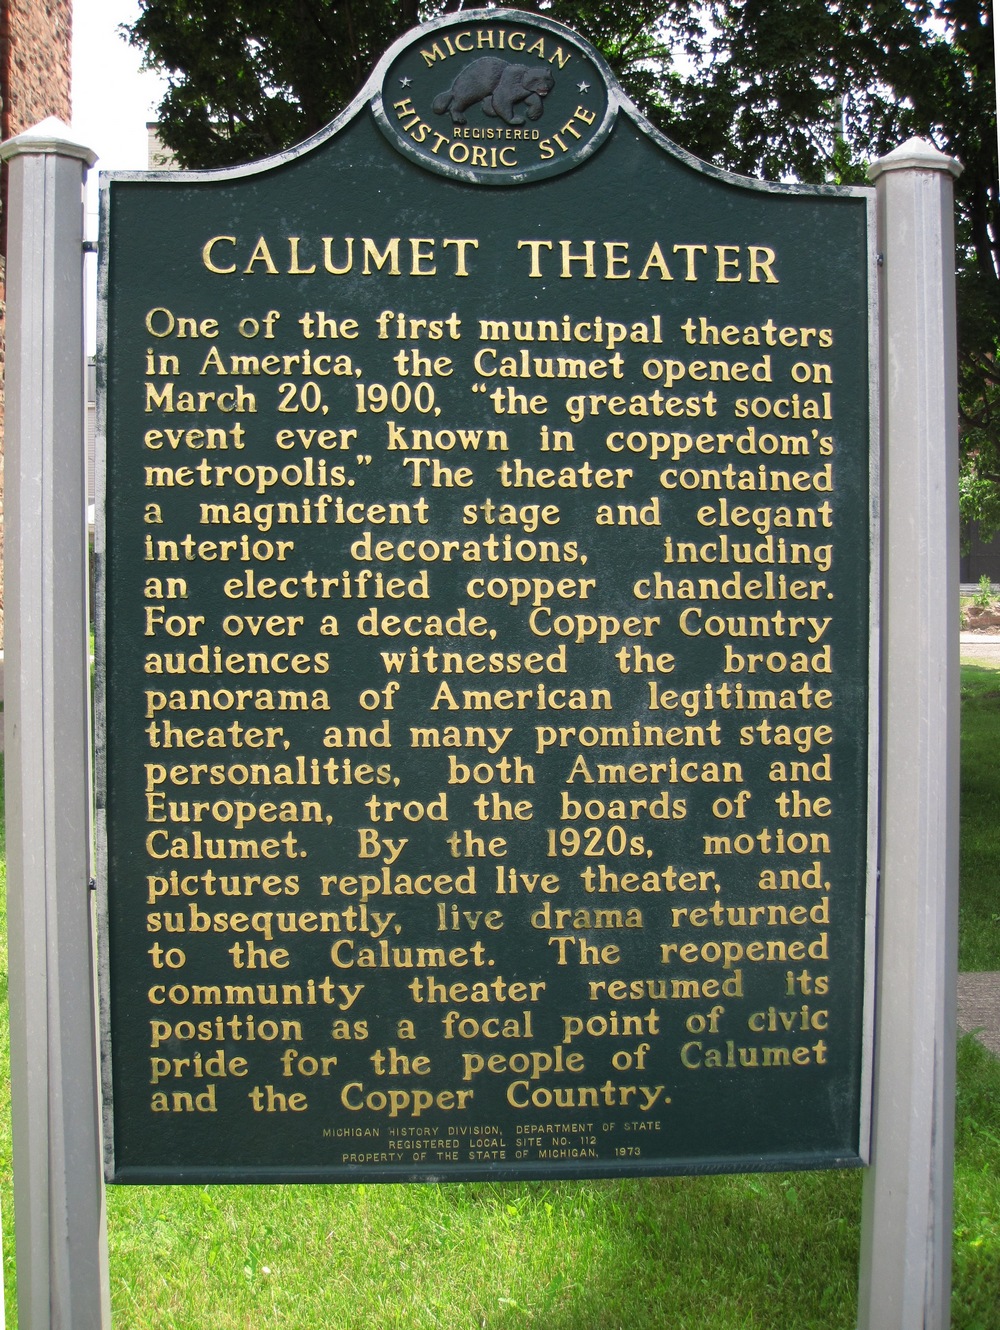 MICHIGAN
REGISTERED
HISTORIC SITE
CALUMET THEATER
One of the first municipal theaters
in America, the Calumet opened on
March 20, 1900, “the greatest social
event ever known in copperdom's
metropolis.” The theater contained
a magnificent stage and elegant
interior decorations, including
an electrified copper chandelier.
For over a decade, Copper Country
audiences witnessed the broad
panorama of American legitimate
theater, and many prominent stage
personalities, both American and
European, trod the boards of the
Calumet. By the 1920s, motion
pictures replaced live theater, and,
subsequently, live drama returned
to the Calumet. The reopened
community theater resumed its
position as a focal point of civic
pride for the people of Calumet
and the Copper Country.
MICHIGAN HISTORY DIVISION, DEPARTMENT OF STATE
REGISTERED LOCAL SITE NO. 112
PROPERTY OF THE STATE OF MICHIGAN, 1973